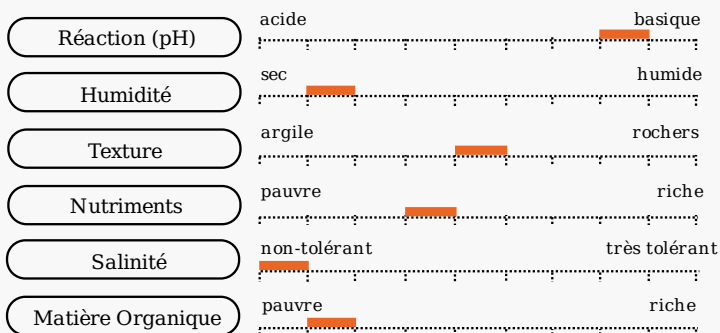 acide basique
Réaction (pH)
sec humide
Humidité
argile rochers
Texture
pauvre riche
Nutriments
non-tolérant très tolérant
Salinité
pauvre riche
Matière Organique